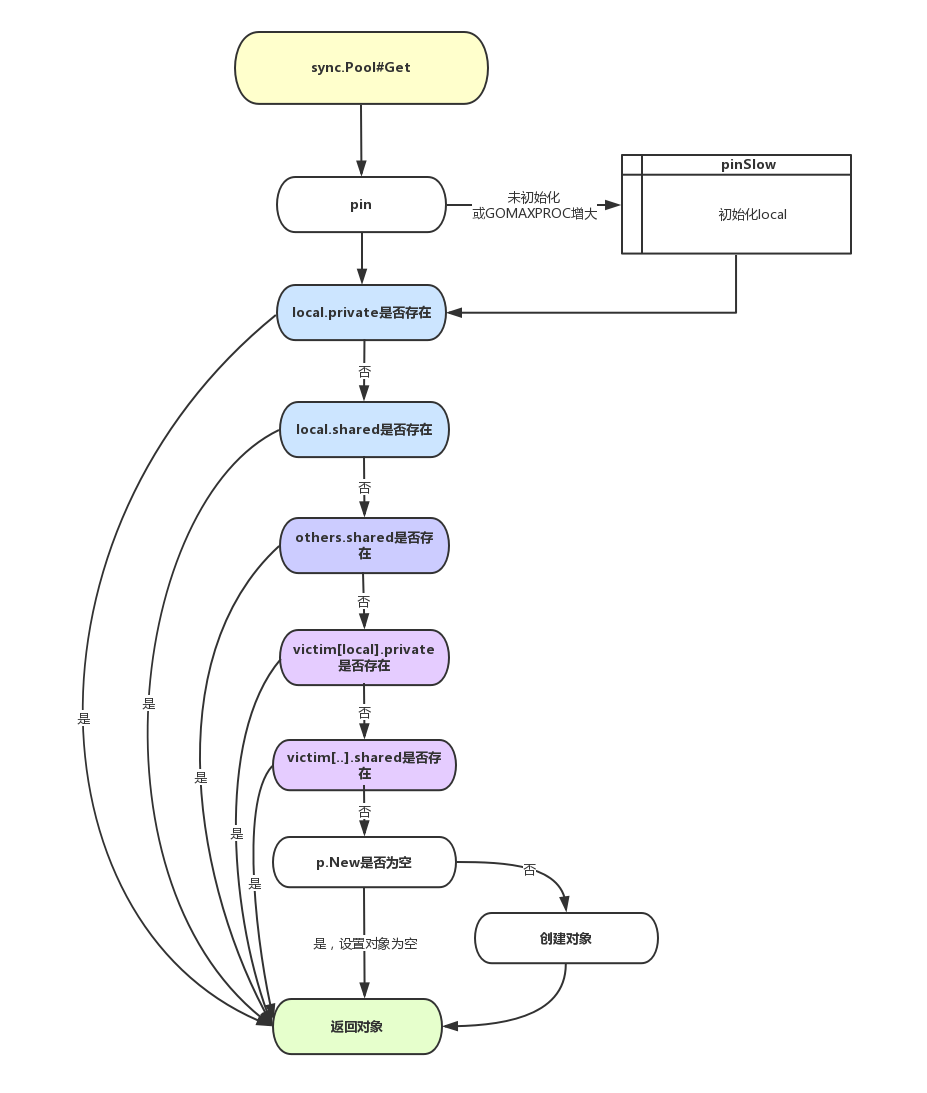 sync.Pool#Get
pin
未初始化
或GOMAXPROC增大
pinSlow
初始化local
local.private是否存在
否
local.shared是否存在
否
others.shared是否存
在
否
victim[local].private
是否存在
否
是
是
victim[..].shared是否存
在
是
否
是
p.New是否为空
否
是
是，设置对象为空
创建对象
返回对象